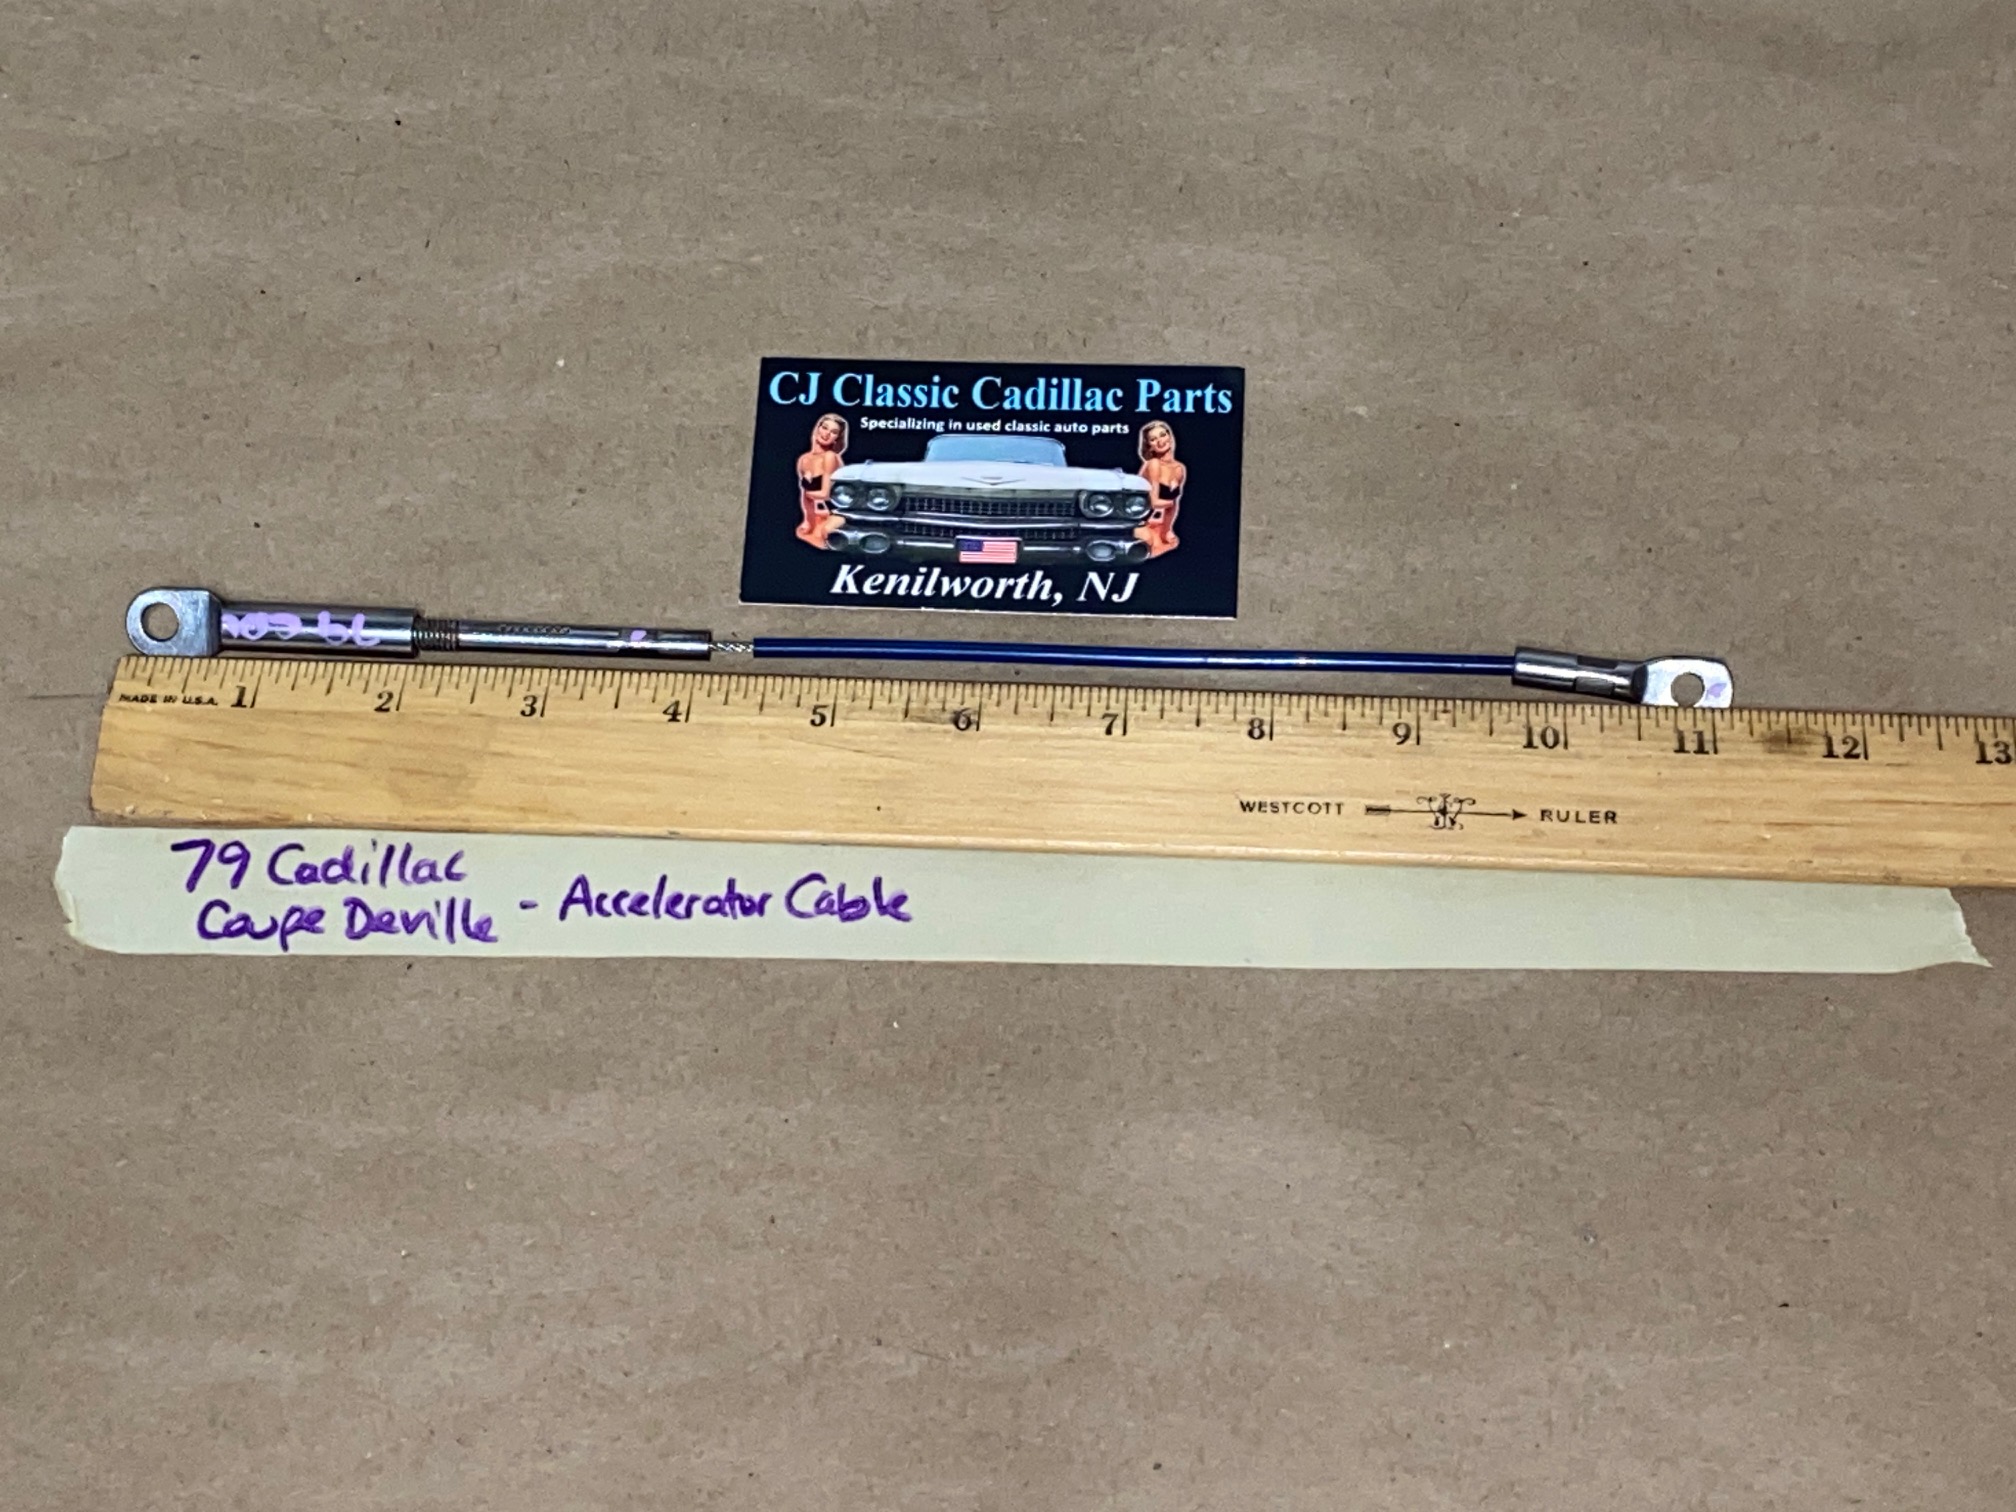 CJ Classic Cadillac Parts
Specializing in used classic auto parts
Kenilworth, NJ
79
MADE IN U.S.A. 1 2 3 4 5 6 7 8 9 10 11 12 13
WESTCOTT RULER
79 Cadillac
Coupe Deville - Accelerator Cable